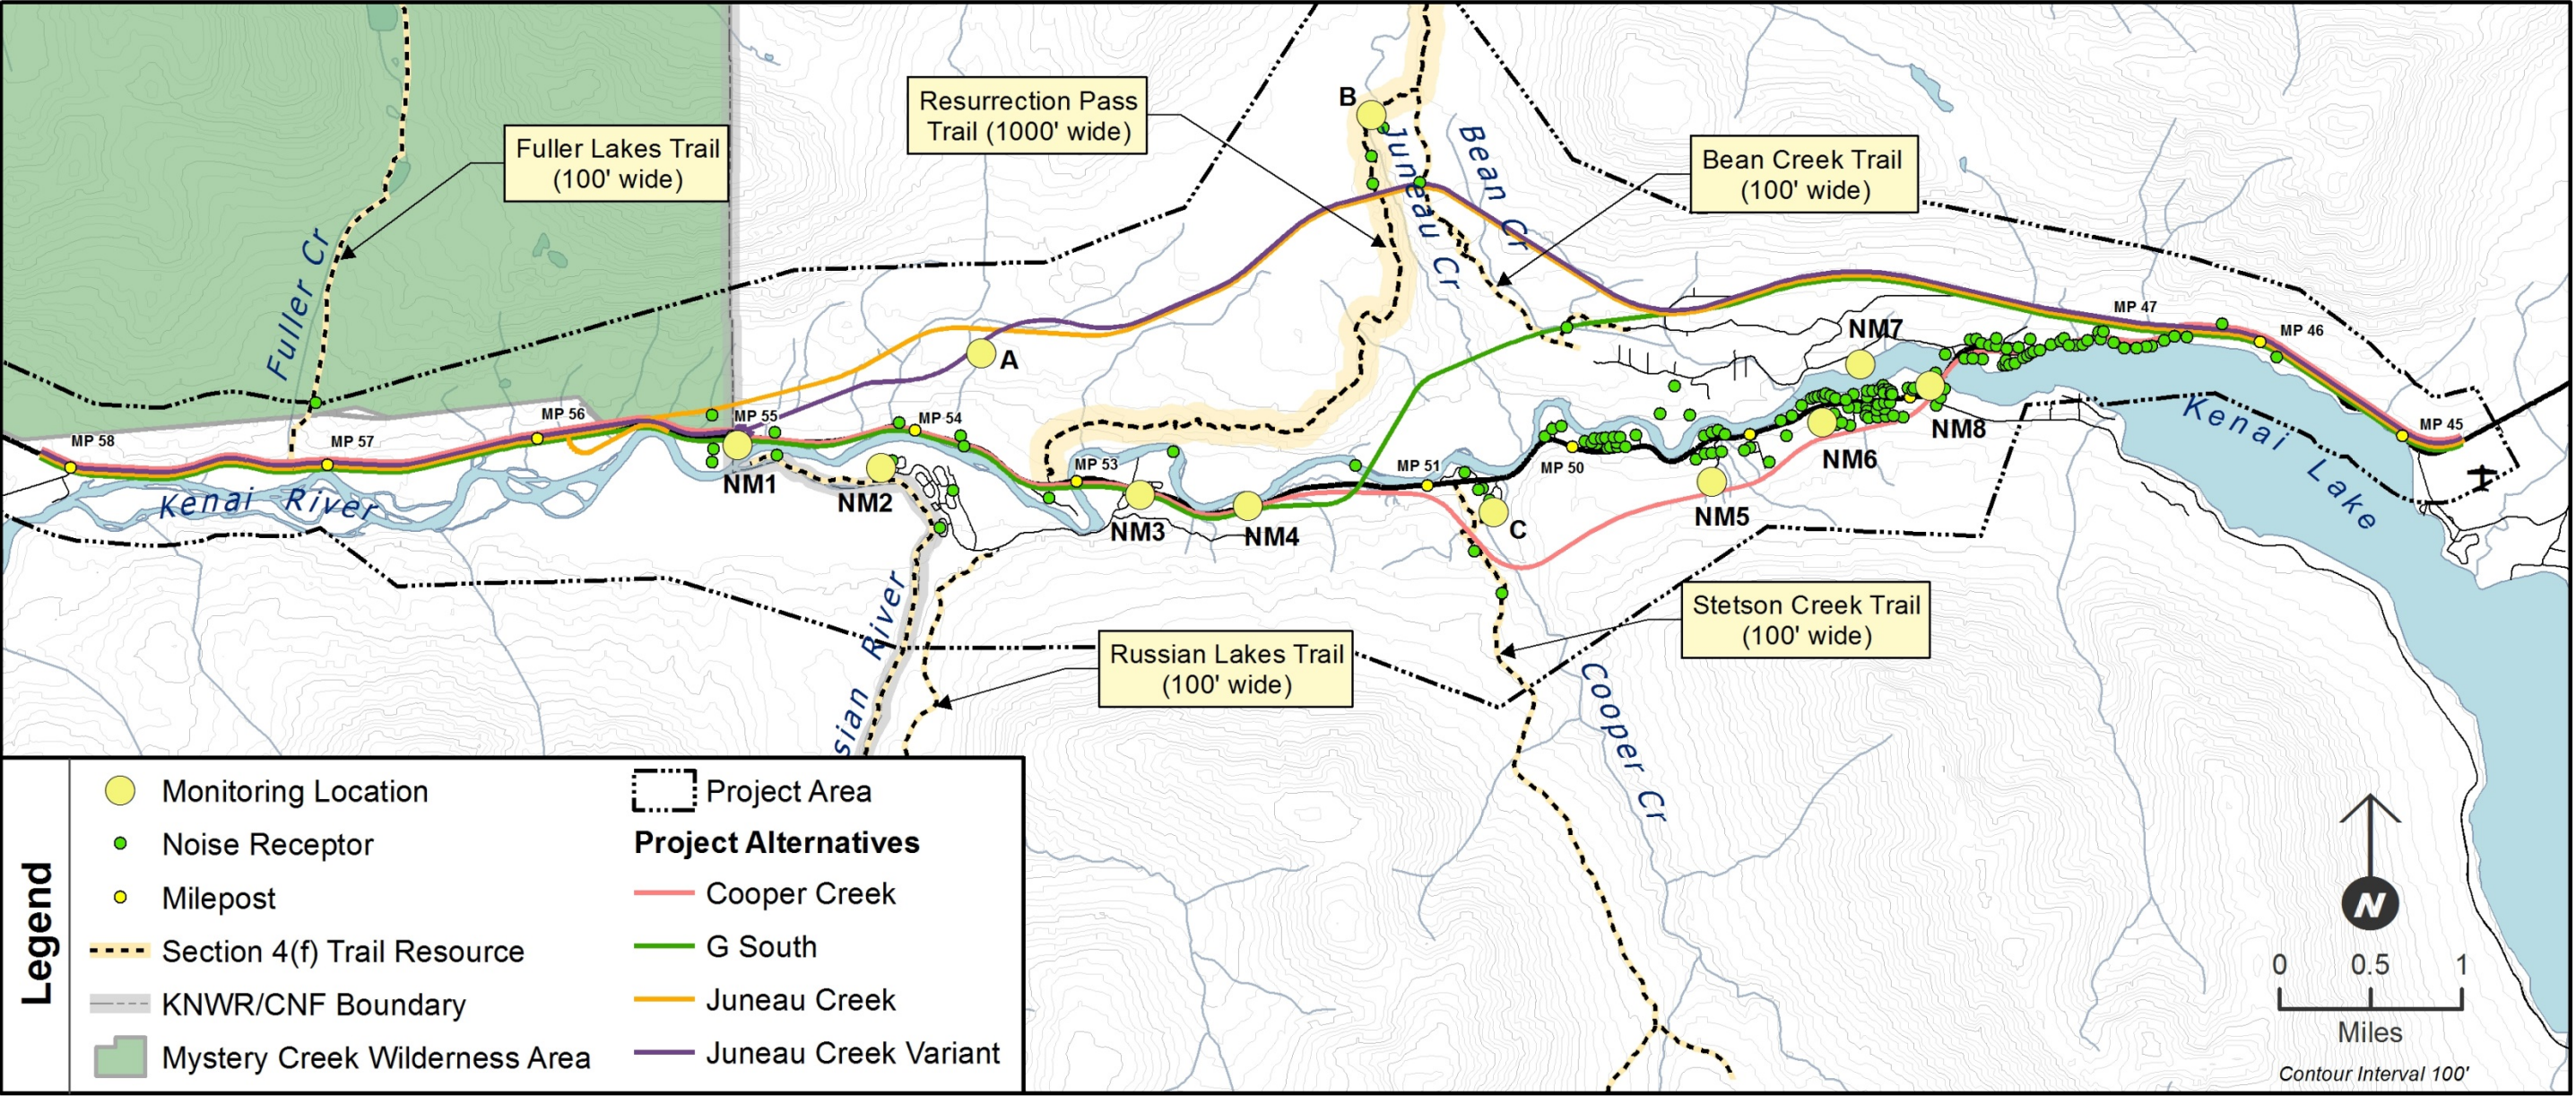 B
Resurrection Pass
Trail (1000' wide)
Fuller Lakes Trail
(100' wide)
Bean Creek Trail
(100' wide)
Juneau Cr
Bean Cr
Fuller Cr
A
NM7
MP 47
MP 46
MP 45
MP 58
MP 57
MP 56
MP 55
MP 54
MP 53
MP 51
MP 50
NM1
NM2
NM3
NM4
C
NM5
NM6
NM8
Kenai River
Kenai Lake
Russian Lakes Trail
(100' wide)
Stetson Creek Trail
(100' wide)
River
sian
Cooper Cr
Legend
Monitoring Location
Noise Receptor
Milepost
Section 4(f) Trail Resource
KNWR/CNF Boundary
Mystery Creek Wilderness Area
Project Area
Project Alternatives
Cooper Creek
G South
Juneau Creek
Juneau Creek Variant
N
0 0.5 1
Miles
Contour Interval 100'